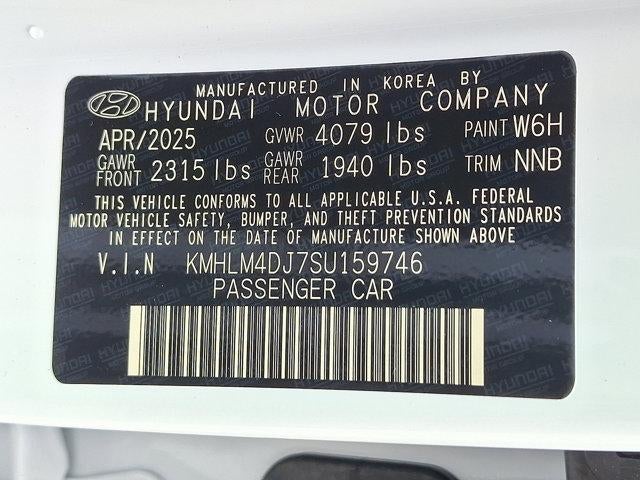 MANUFACTURED IN KOREA BY
HYUNDAI MOTOR COMPANY
APR/2025 GVWR 4079 lbs PAINT W6H
GAWR FRONT 2315 lbs GAWR REAR 1940 lbs TRIM NNB
THIS VEHICLE CONFORMS TO ALL APPLICABLE U.S.A. FEDERAL
MOTOR VEHICLE SAFETY, BUMPER, AND THEFT PREVENTION STANDARDS
IN EFFECT ON THE DATE OF MANUFACTURE SHOWN ABOVE
V.I.N KMHLM4DJ7SU159746
PASSENGER CAR